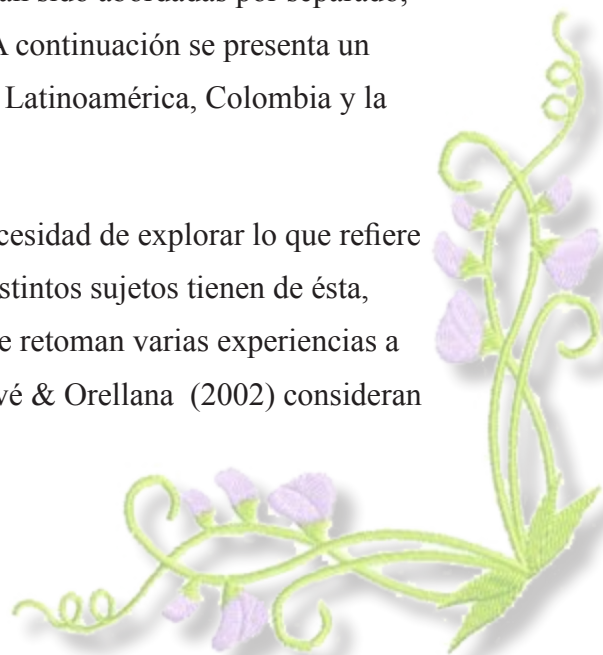 an sido abordadas por separado,
A continuación se presenta un
Latinoamérica, Colombia y la
cesidad de explorar lo que refiere
stintos sujetos tienen de ésta,
e retoman varias experiencias a
vé & Orellana (2002) consideran